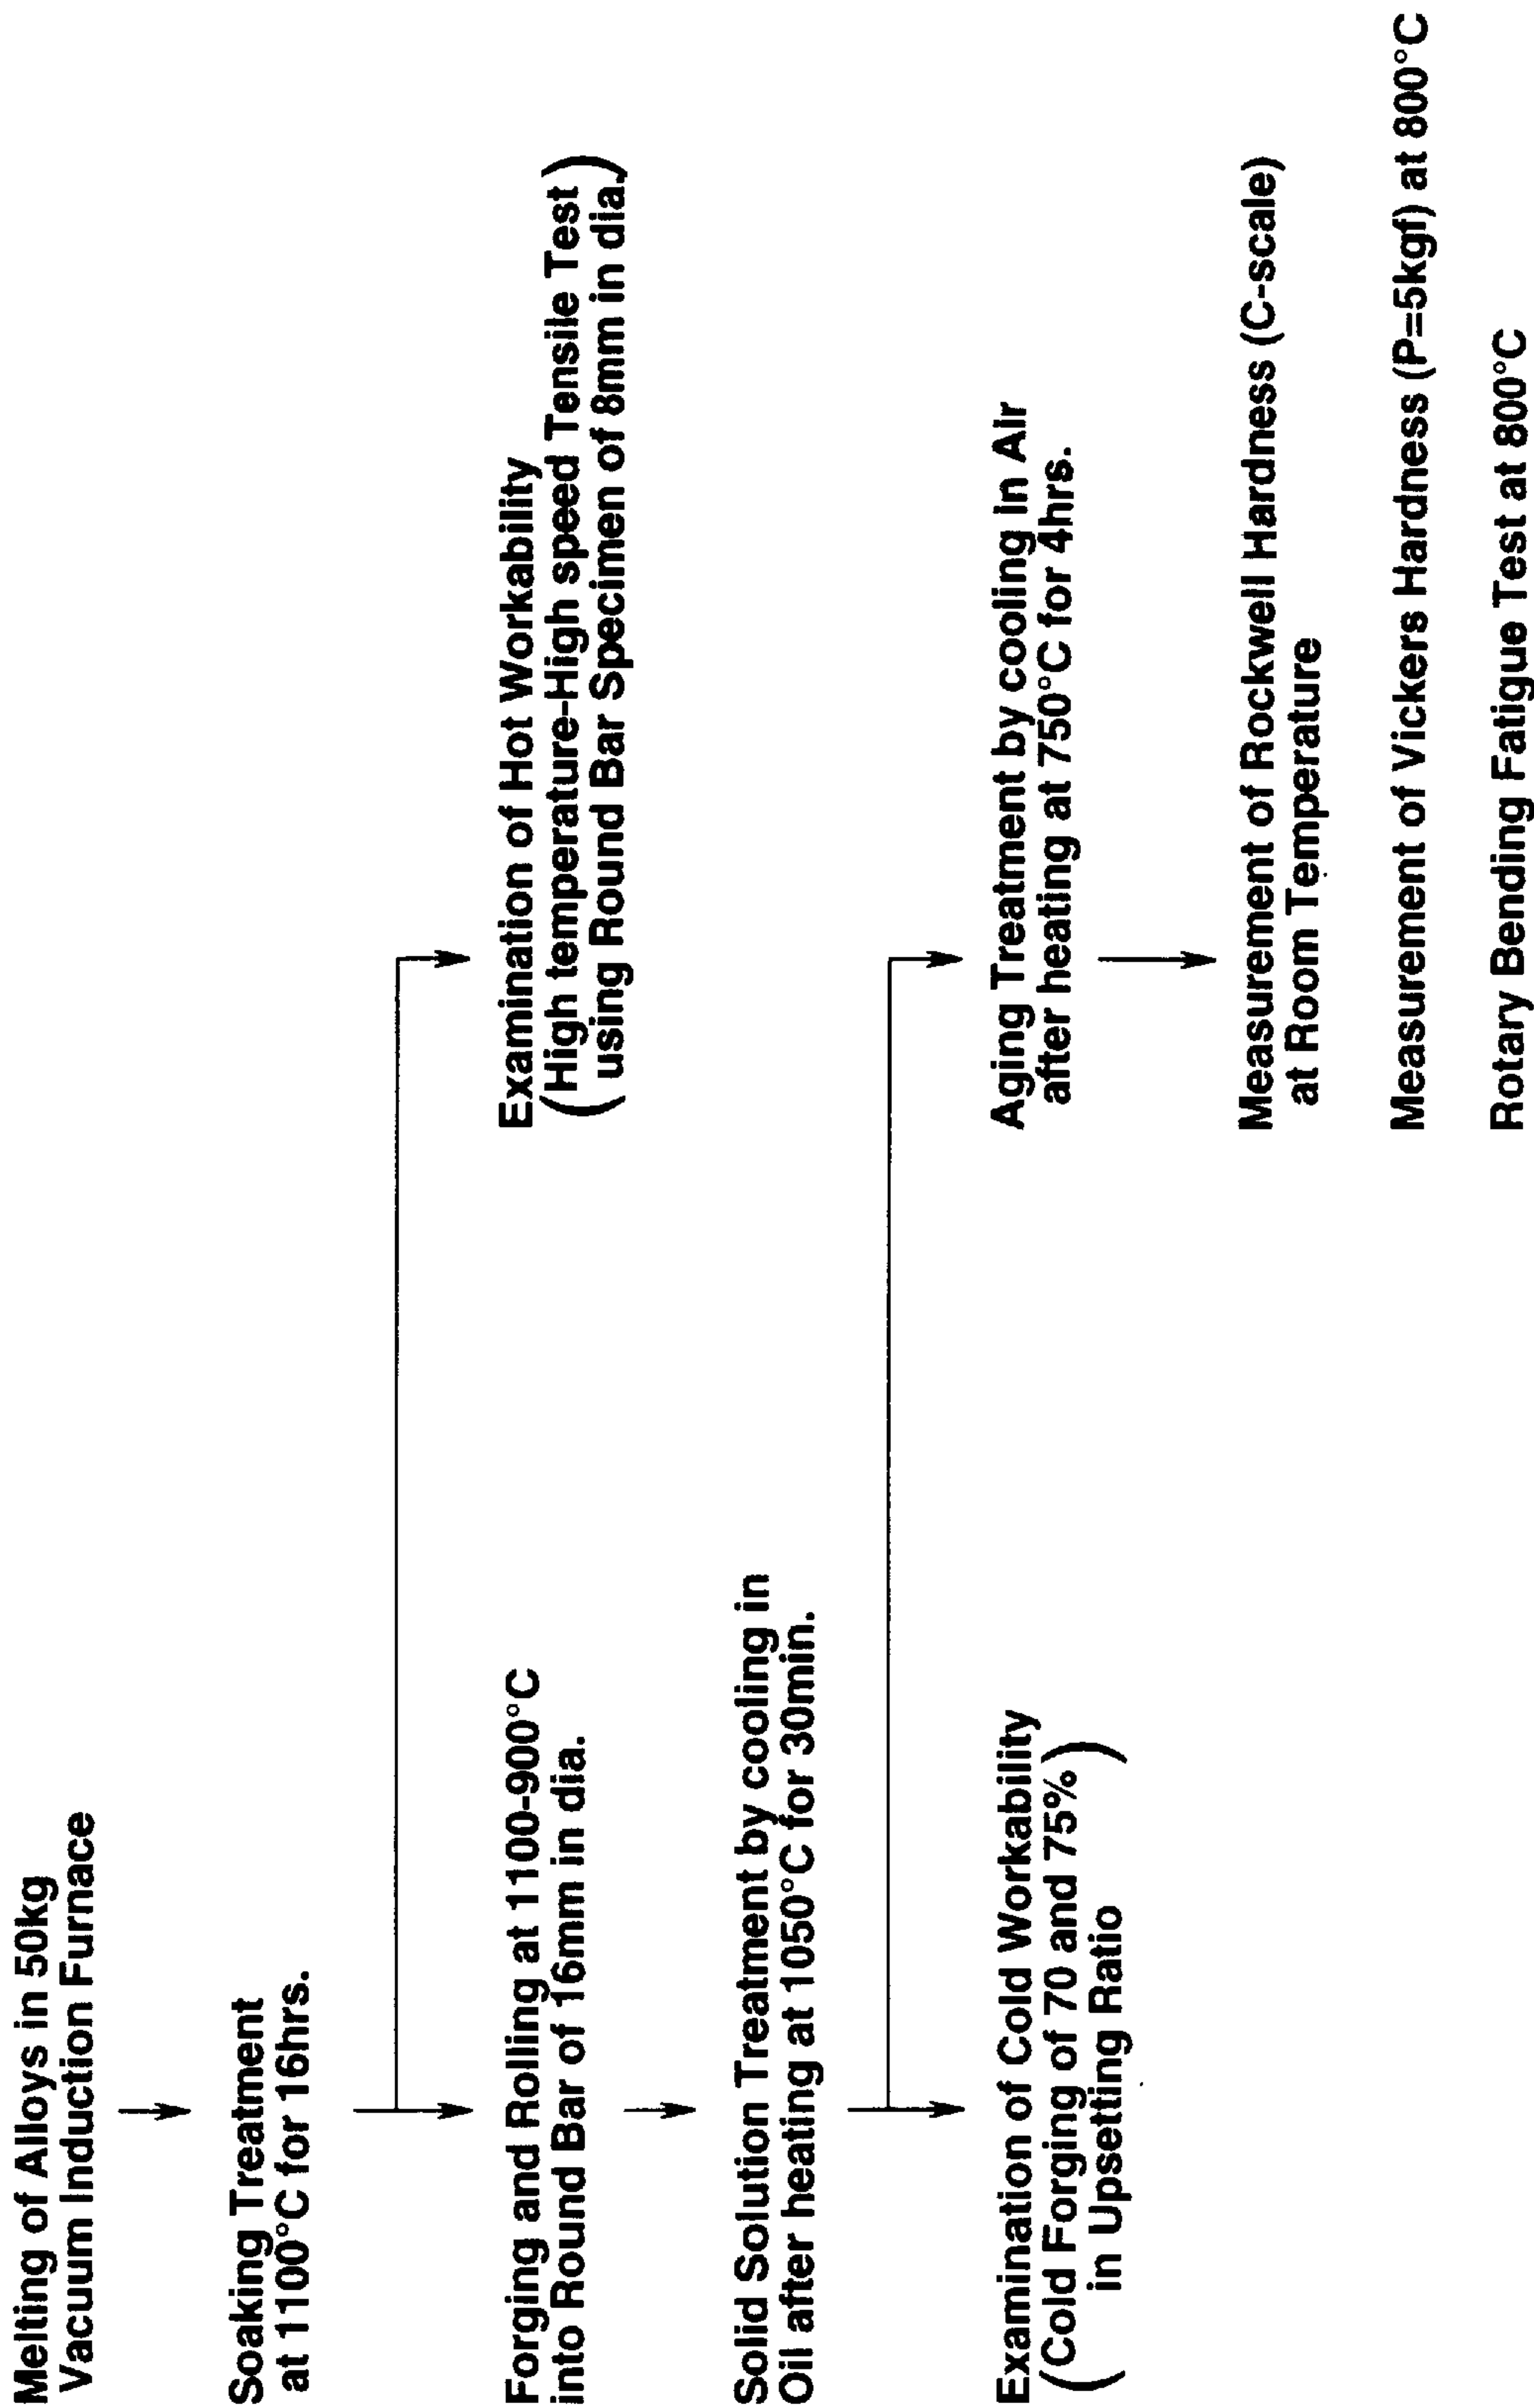 Melting of Alloys in 50kg
Vacuum Induction Furnace
Soaking Treatment
at 1100°C for 16hrs.
Forging and Rolling at 1100-900°C
into Round Bar of 16mm in dia.
Examination of Hot Workability
(High temperature-High speed Tensile Test
using Round Bar Specimen of 8mm in dia.)
Solid Solution Treatment by cooling in
Oil after heating at 1050°C for 30min.
Examination of Cold Workability
(Cold Forging of 70 and 75%
in Upsetting Ratio)
Aging Treatment by cooling in Air
after heating at 750°C for 4hrs.
Measurement of Rockwell Hardness (C-scale)
at Room Temperature
Measurement of Vickers Hardness (P=5kgf) at 800°C
Rotary Bending Fatigue Test at 800°C